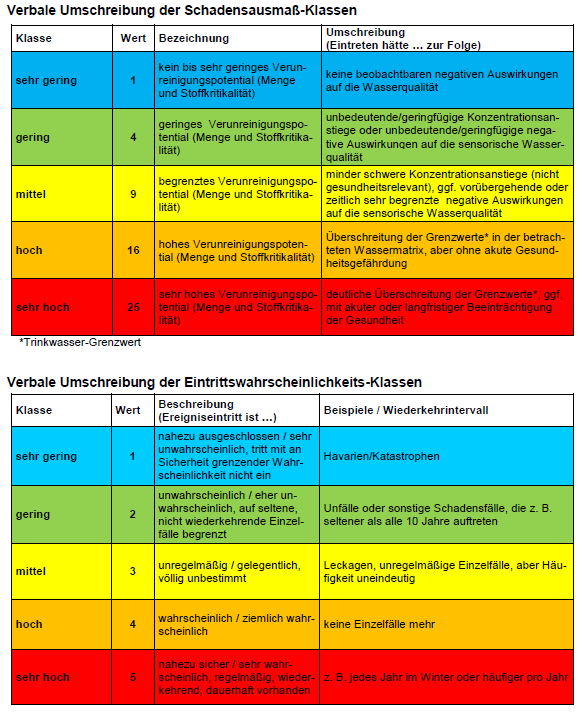 Verbale Umschreibung der Schadensausmaß-Klassen
Klasse Wert Bezeichnung Umschreibung
(Eintreten hätte ... zur Folge)
sehr gering 1 kein bis sehr geringes Verun-
reinigungspotential (Menge
und Stoffkritikalität)
keine beobachtbaren negativen Auswirkungen
auf die Wasserqualität
gering 4 geringes Verunreinigungspo-
tential (Menge und Stoffkritika-
lität)
unbedeutende/geringfügige Konzentrationsan-
stiege oder unbedeutende/geringfügige nega-
tive Auswirkungen auf die sensorische Wasser-
qualität
mittel 9 begrenztes Verunreinigungspo-
tential (Menge und Stoffkritika-
lität)
minder schwere Konzentrationsanstiege (nicht
gesundheitsrelevant), ggf. vorübergehende oder
zeitlich sehr begrenzte negative Auswirkungen
auf die sensorische Wasserqualität
hoch 16 hohes Verunreinigungspoten-
tial (Menge und Stoffkritikalität)
Überschreitung der Grenzwerte* in der betrach-
teten Wassermatrix, aber ohne akute Gesund-
heitsgefährdung
sehr hoch 25 sehr hohes Verunreinigungspo-
tential (Menge und Stoffkritika-
lität)
deutliche Überschreitung der Grenzwerte*, ggf.
mit akuter oder langfristiger Beeinträchtigung
der Gesundheit
*Trinkwasser-Grenzwert
Verbale Umschreibung der Eintrittswahrscheinlichkeits-Klassen
Klasse Wert Beschreibung
(Ereigniseintritt ist ...)
Beispiele / Wiederkehrintervall
sehr gering 1 nahezu ausgeschlossen / sehr
unwahrscheinlich, tritt mit an
Sicherheit grenzender Wahr-
scheinlichkeit nicht ein
Havarien/Katastrophen
gering 2 unwahrscheinlich / eher un-
wahrscheinlich, auf seltene,
nicht wiederkehrende Einzel-
fälle begrenzt
Unfälle oder sonstige Schadensfälle, die z. B.
seltener als alle 10 Jahre auftreten
mittel 3 unregelmäßig / gelegentlich,
völlig unbestimmt
Leckagen, unregelmäßige Einzelfälle, aber Häu-
figkeit uneindeutig
hoch 4 wahrscheinlich / ziemlich wahr-
scheinlich
keine Einzelfälle mehr
sehr hoch 5 nahezu sicher / sehr wahr-
scheinlich, regelmäßig, wieder-
kehrend, dauerhaft vorhanden
z. B. jedes Jahr im Winter oder häufiger pro Jahr